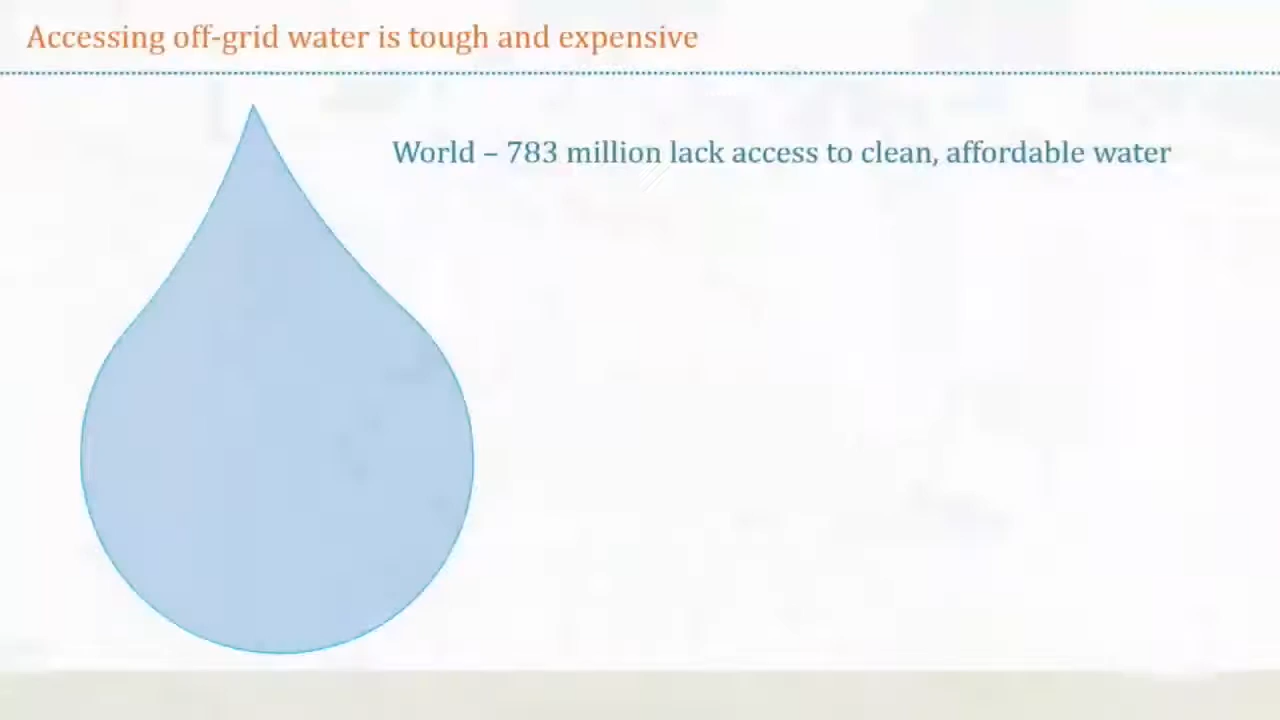 Accessing off-grid water is tough and expensive
World – 783 million lack access to clean, affordable water